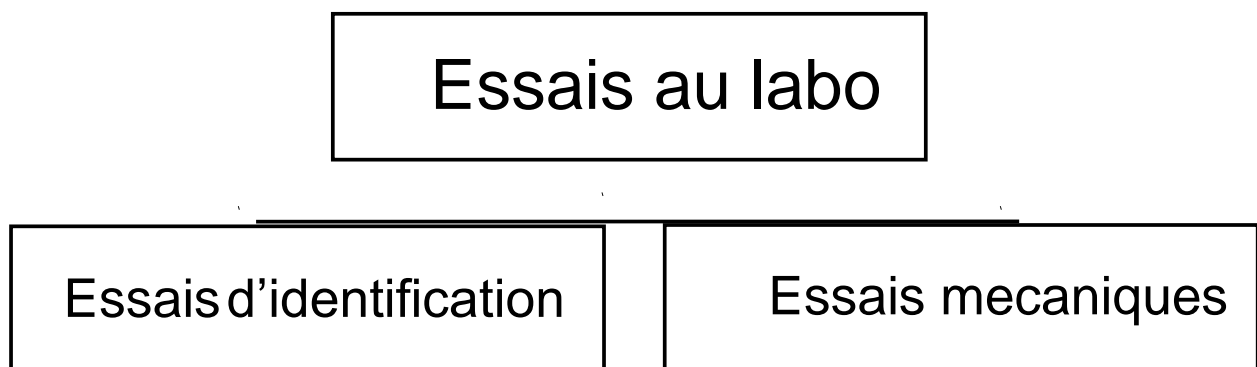 Essais au labo
Essais d’identification
Essais mecaniques